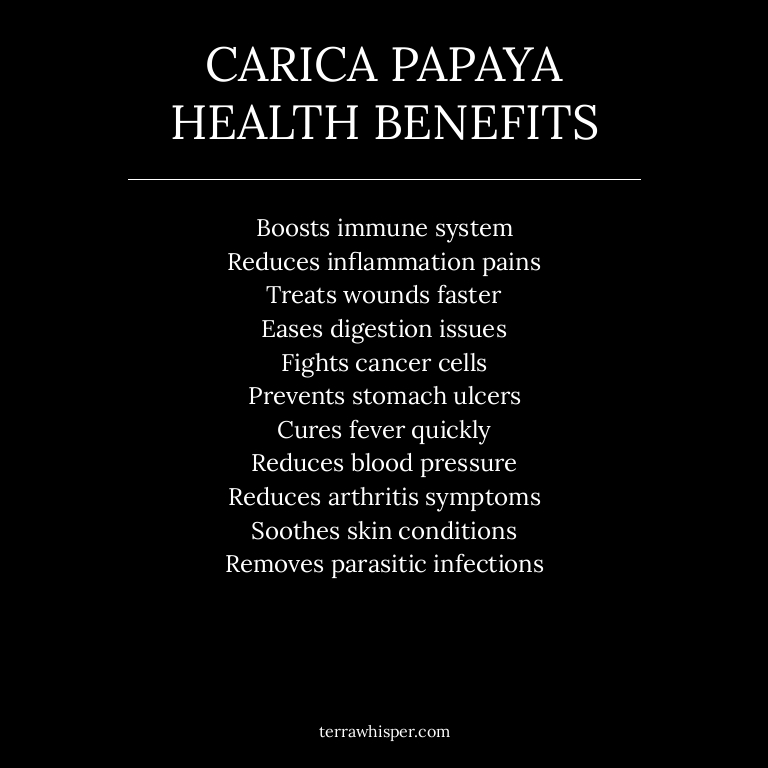 CARICA PAPAYA
HEALTH BENEFITS
Boosts immune system
Reduces inflammation pains
Treats wounds faster
Eases digestion issues
Fights cancer cells
Prevents stomach ulcers
Cures fever quickly
Reduces blood pressure
Reduces arthritis symptoms
Soothes skin conditions
Removes parasitic infections
terrawhisper.com